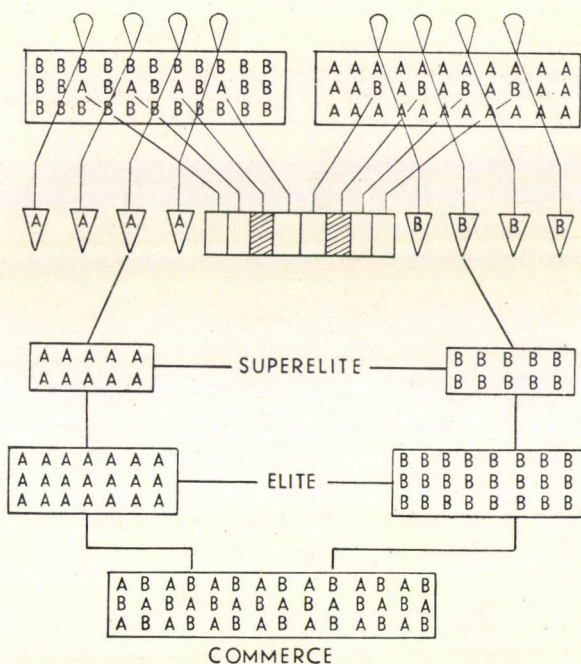 B B B B B B B B B B B
B B A B A B A B A B B
B B B B B B B B B B B
A A A A A A A A A A A
A A B A B A B A B A A
A A A A A A A A A A A
A A A A B B B B
A A A A A
A A A A A
SUPERELITE
B B B B B
B B B B B
A A A A A A A
A A A A A A A
A A A A A A A
ELITE
B B B B B B B B
B B B B B B B B
B B B B B B B B
A B A B A B A B A B A B A B
B A B A B A B A B A B A B A
A B A B A B A B A B A B A B
COMMERCE